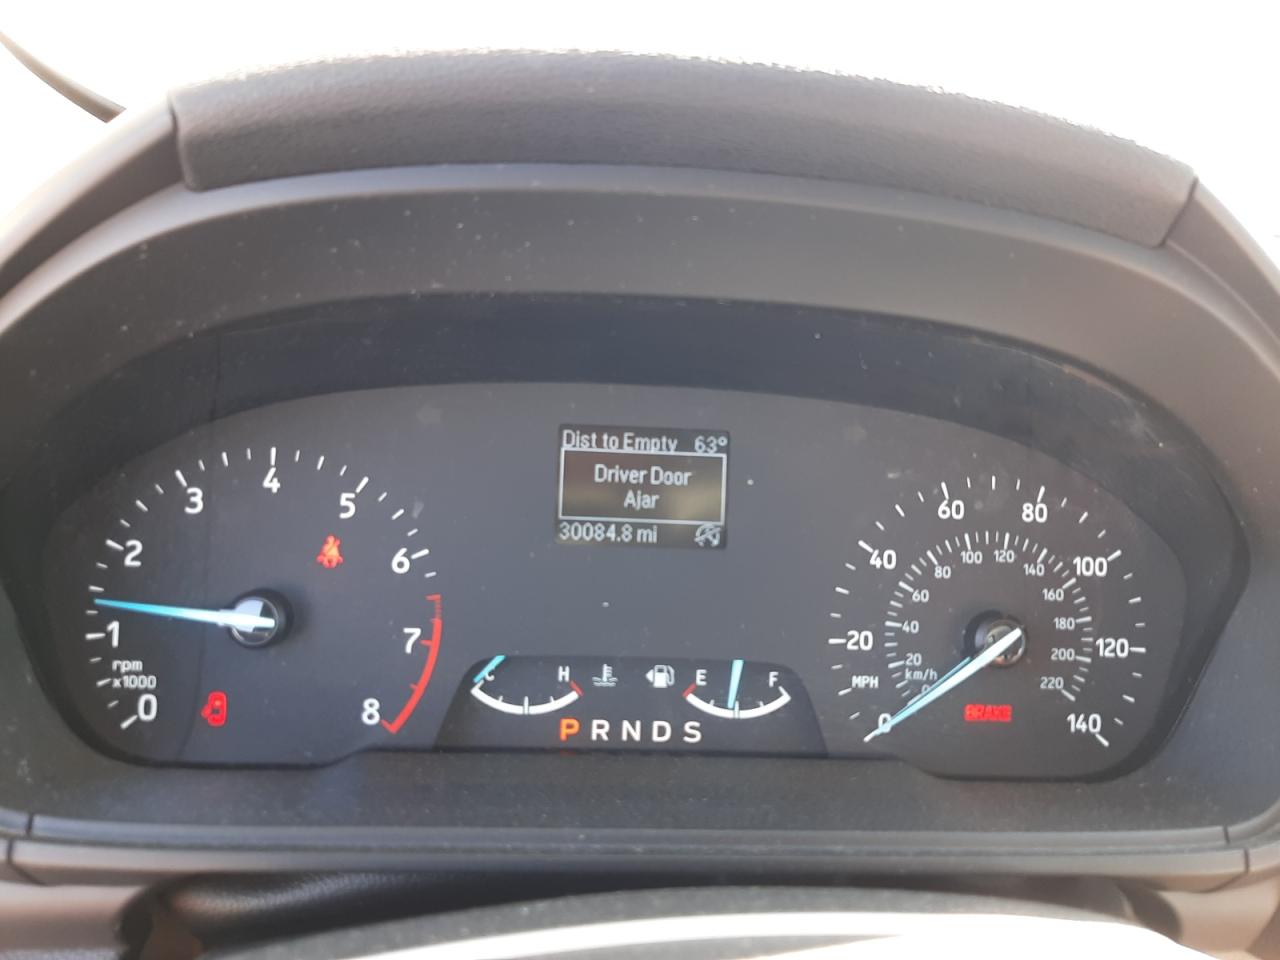 Dist to Empty 63°
Driver Door
Ajar
30084.8 mi
0 1 2 3 4 5 6 7 8
rpm
x1000
C H
E F
P R N D S
0 20 40 60 80 100 120 140
MPH
0 20 40 60 80 100 120 140 160 180 200 220
km/h
BRAKE